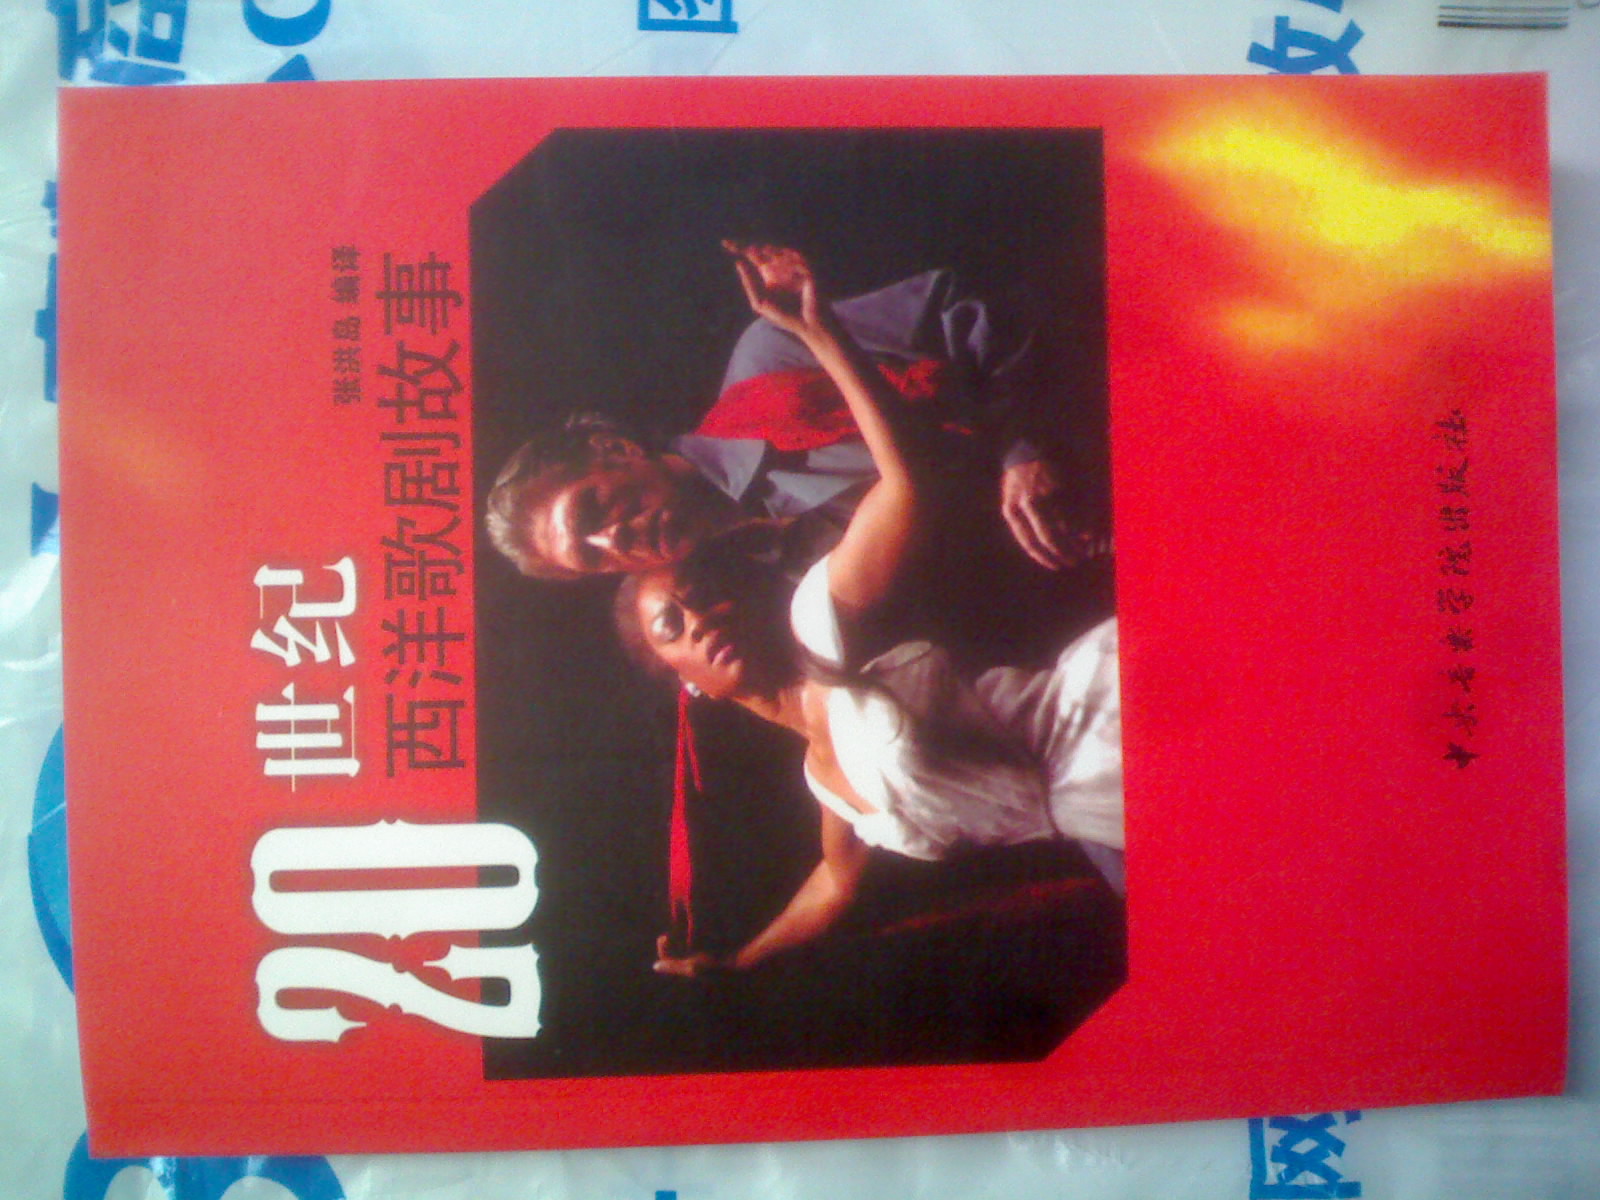 20世纪
张洪岛 编译
西洋歌剧故事
中央音乐学院出版社